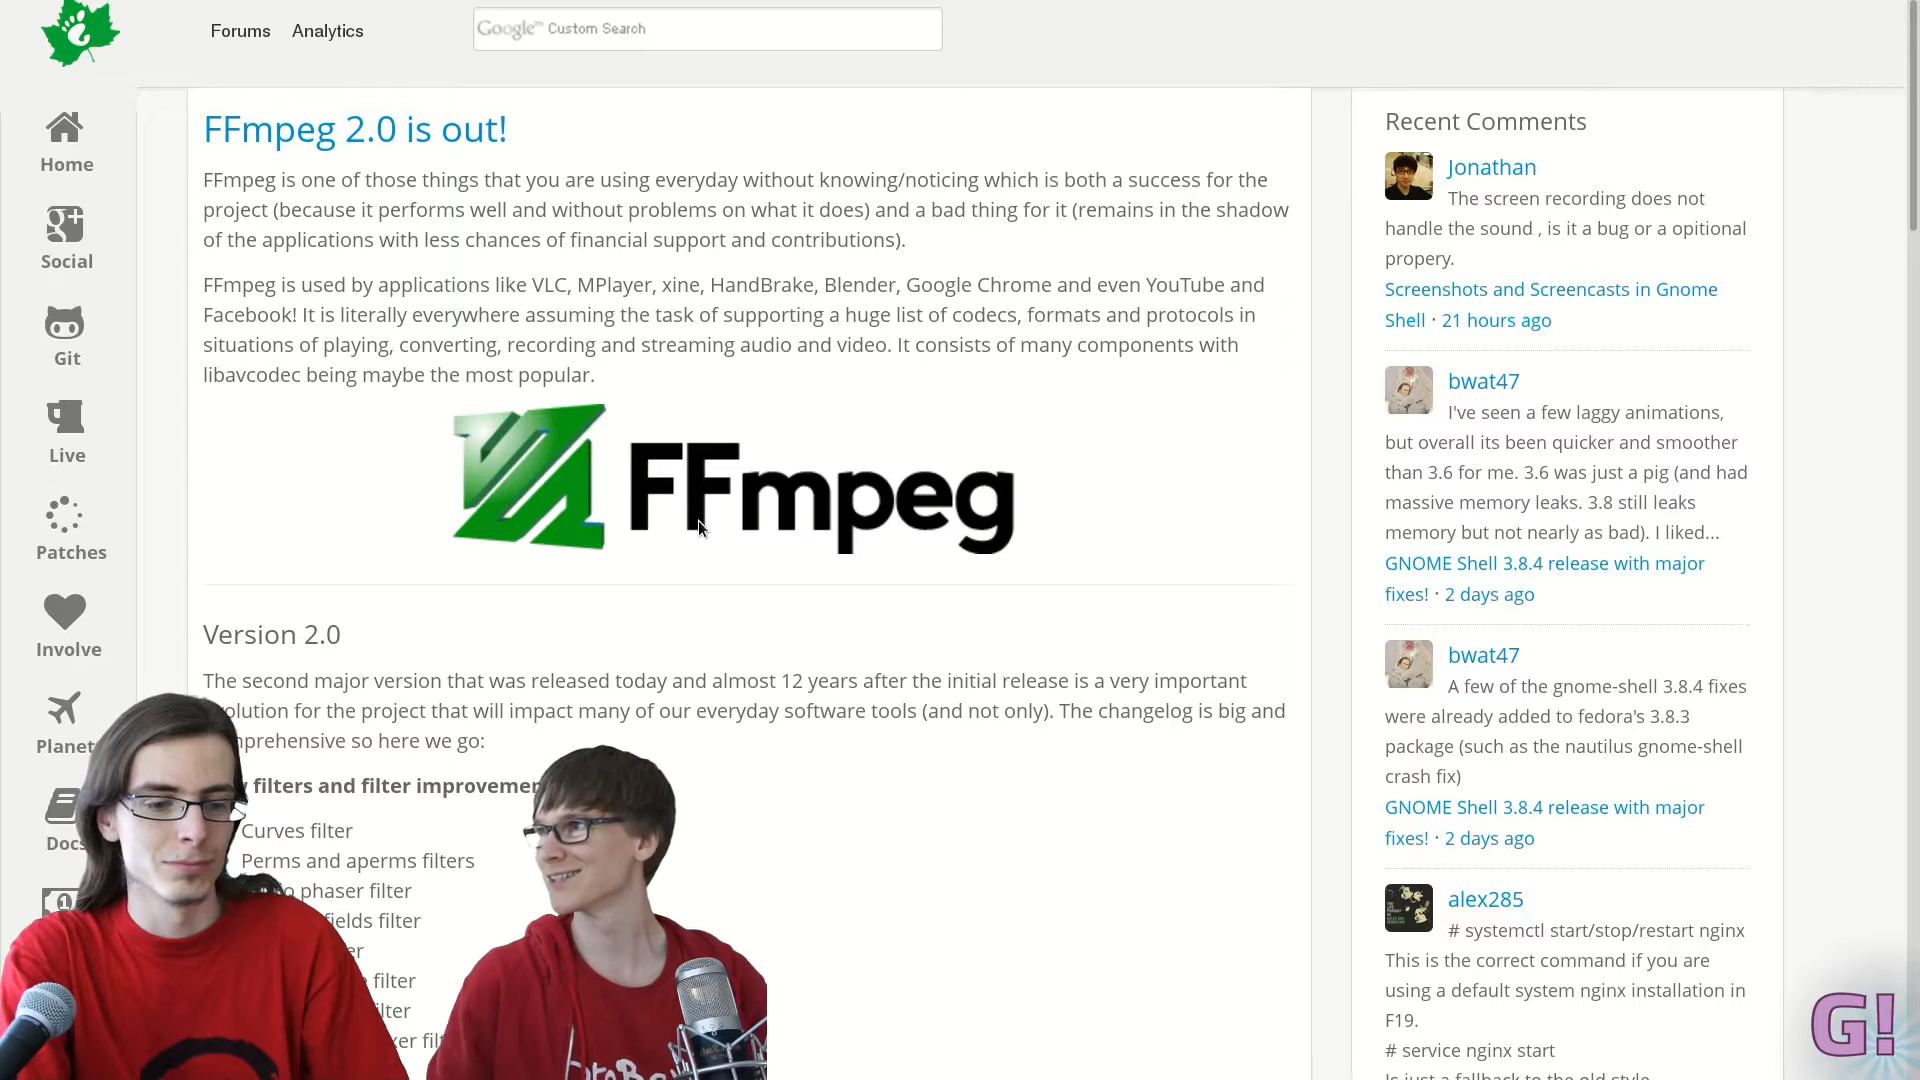 Forums Analytics
Google™ Custom Search
Home
Social
Git
Live
Patches
Involve
Planet
Docs
FFmpeg 2.0 is out!
FFmpeg is one of those things that you are using everyday without knowing/noticing which is both a success for the
project (because it performs well and without problems on what it does) and a bad thing for it (remains in the shadow
of the applications with less chances of financial support and contributions).
FFmpeg is used by applications like VLC, MPlayer, xine, HandBrake, Blender, Google Chrome and even YouTube and
Facebook! It is literally everywhere assuming the task of supporting a huge list of codecs, formats and protocols in
situations of playing, converting, recording and streaming audio and video. It consists of many components with
libavcodec being maybe the most popular.
FFmpeg
Version 2.0
The second major version that was released today and almost 12 years after the initial release is a very important
olution for the project that will impact many of our everyday software tools (and not only). The changelog is big and
mprehensive so here we go:
filters and filter improvemen
Curves filter
Perms and aperms filters
phaser filter
fields filter
er
filter
lter
xer filt
Recent Comments
Jonathan
The screen recording does not
handle the sound , is it a bug or a opitional
propery.
Screenshots and Screencasts in Gnome
Shell · 21 hours ago
bwat47
I've seen a few laggy animations,
but overall its been quicker and smoother
than 3.6 for me. 3.6 was just a pig (and had
massive memory leaks. 3.8 still leaks
memory but not nearly as bad). I liked...
GNOME Shell 3.8.4 release with major
fixes! · 2 days ago
bwat47
A few of the gnome-shell 3.8.4 fixes
were already added to fedora's 3.8.3
package (such as the nautilus gnome-shell
crash fix)
GNOME Shell 3.8.4 release with major
fixes! · 2 days ago
alex285
# systemctl start/stop/restart nginx
This is the correct command if you are
using a default system nginx installation in
F19.
# service nginx start
Is just a fallback to the old style
G!